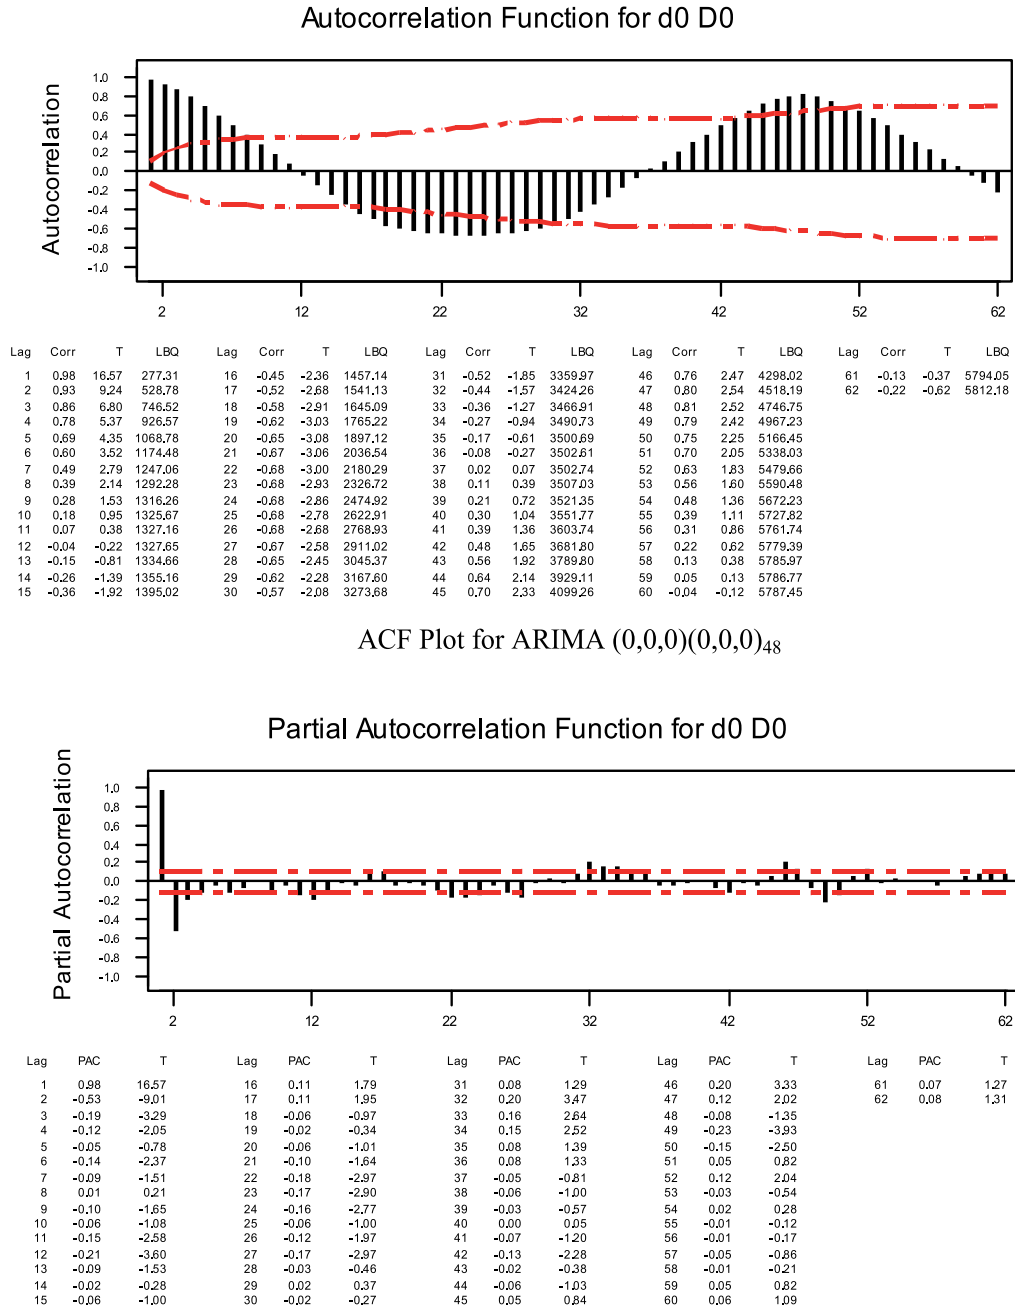 Autocorrelation Function for d0 D0
Autocorrelation
1.0
0.8
0.6
0.4
0.2
0.0
-0.2
-0.4
-0.6
-0.8
-1.0
2 12 22 32 42 52 62
Lag Corr T LBQ Lag Corr T LBQ Lag Corr T LBQ Lag Corr T LBQ Lag Corr T LBQ
1 0.98 16.57 277.31 16 -0.45 -2.36 1457.14 31 -0.52 -1.85 3359.97 46 0.76 2.47 4298.02 61 -0.13 -0.37 5794.05
2 0.93 9.24 528.78 17 -0.52 -2.68 1541.13 32 -0.44 -1.57 3424.26 47 0.80 2.54 4518.19 62 -0.22 -0.62 5812.18
3 0.86 6.80 746.52 18 -0.58 -2.91 1645.09 33 -0.36 -1.27 3466.91 48 0.81 2.52 4746.75
4 0.78 5.37 926.57 19 -0.62 -3.03 1765.22 34 -0.27 -0.94 3490.73 49 0.79 2.42 4967.23
5 0.69 4.35 1068.78 20 -0.65 -3.08 1897.12 35 -0.17 -0.61 3500.69 50 0.75 2.25 5166.45
6 0.60 3.52 1174.48 21 -0.67 -3.06 2036.54 36 -0.08 -0.27 3502.61 51 0.70 2.05 5338.03
7 0.49 2.79 1247.06 22 -0.68 -3.00 2180.29 37 0.02 0.07 3502.74 52 0.63 1.83 5479.66
8 0.39 2.14 1292.28 23 -0.68 -2.93 2326.72 38 0.11 0.39 3507.03 53 0.56 1.60 5590.48
9 0.28 1.53 1316.26 24 -0.68 -2.86 2474.92 39 0.21 0.72 3521.35 54 0.48 1.36 5672.23
10 0.18 0.95 1325.67 25 -0.68 -2.78 2622.91 40 0.30 1.04 3551.77 55 0.39 1.11 5727.82
11 0.07 0.38 1327.16 26 -0.68 -2.68 2768.93 41 0.39 1.36 3603.74 56 0.31 0.86 5761.74
12 -0.04 -0.22 1327.65 27 -0.67 -2.58 2911.02 42 0.48 1.65 3681.80 57 0.22 0.62 5779.39
13 -0.15 -0.81 1334.66 28 -0.65 -2.45 3045.37 43 0.56 1.92 3789.80 58 0.13 0.38 5785.97
14 -0.26 -1.39 1355.16 29 -0.62 -2.28 3167.60 44 0.64 2.14 3929.11 59 0.05 0.13 5786.77
15 -0.36 -1.92 1395.02 30 -0.57 -2.08 3273.68 45 0.70 2.33 4099.26 60 -0.04 -0.12 5787.45
ACF Plot for ARIMA (0,0,0)(0,0,0)48
Partial Autocorrelation Function for d0 D0
Partial Autocorrelation
1.0
0.8
0.6
0.4
0.2
0.0
-0.2
-0.4
-0.6
-0.8
-1.0
2 12 22 32 42 52 62
Lag PAC T Lag PAC T Lag PAC T Lag PAC T Lag PAC T
1 0.98 16.57 16 0.11 1.79 31 0.08 1.29 46 0.20 3.33 61 0.07 1.27
2 -0.53 -9.01 17 0.11 1.95 32 0.20 3.47 47 0.12 2.02 62 0.08 1.31
3 -0.19 -3.29 18 -0.06 -0.97 33 0.16 2.64 48 -0.08 -1.35
4 -0.12 -2.05 19 -0.02 -0.34 34 0.15 2.52 49 -0.23 -3.93
5 -0.05 -0.78 20 -0.06 -1.01 35 0.08 1.39 50 -0.15 -2.50
6 -0.14 -2.37 21 -0.10 -1.64 36 0.08 1.33 51 0.05 0.82
7 -0.09 -1.51 22 -0.18 -2.97 37 -0.05 -0.81 52 0.12 2.04
8 0.01 0.21 23 -0.17 -2.90 38 -0.06 -1.00 53 -0.03 -0.54
9 -0.10 -1.65 24 -0.16 -2.77 39 -0.03 -0.57 54 0.02 0.28
10 -0.06 -1.08 25 -0.06 -1.00 40 0.00 0.05 55 -0.01 -0.12
11 -0.15 -2.58 26 -0.12 -1.97 41 -0.07 -1.20 56 -0.01 -0.17
12 -0.21 -3.60 27 -0.17 -2.97 42 -0.13 -2.28 57 -0.05 -0.86
13 -0.09 -1.53 28 -0.03 -0.46 43 -0.02 -0.38 58 -0.01 -0.21
14 -0.02 -0.28 29 0.02 0.37 44 -0.06 -1.03 59 0.05 0.82
15 -0.06 -1.00 30 -0.02 -0.27 45 0.05 0.84 60 0.06 1.09